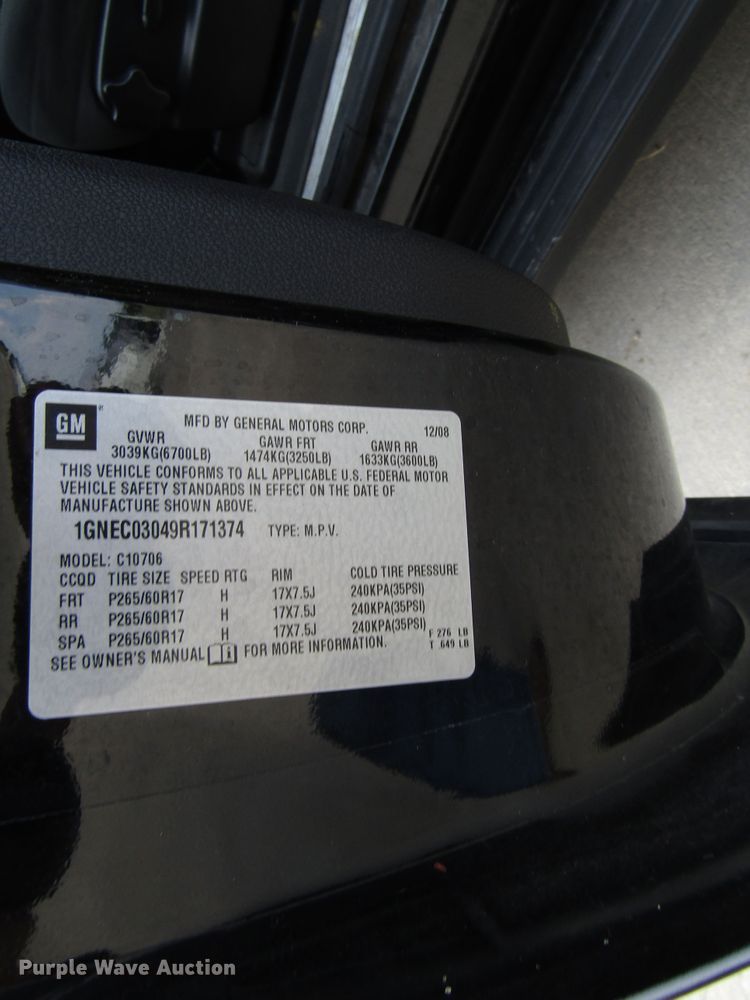 GM
MFD BY GENERAL MOTORS CORP. 12/08
GVWR GAWR FRT GAWR RR
3039KG(6700LB) 1474KG(3250LB) 1633KG(3600LB)
THIS VEHICLE CONFORMS TO ALL APPLICABLE U.S. FEDERAL MOTOR
VEHICLE SAFETY STANDARDS IN EFFECT ON THE DATE OF
MANUFACTURE SHOWN ABOVE.
1GNEC03049R171374 TYPE: M.P.V.
MODEL: C10706
CCQD TIRE SIZE SPEED RTG RIM COLD TIRE PRESSURE
FRT P265/60R17 H 17X7.5J 240KPA(35PSI)
RR P265/60R17 H 17X7.5J 240KPA(35PSI)
SPA P265/60R17 H 17X7.5J 240KPA(35PSI)
F 276 LB
T 649 LB
SEE OWNER'S MANUAL i FOR MORE INFORMATION.
Purple Wave Auction